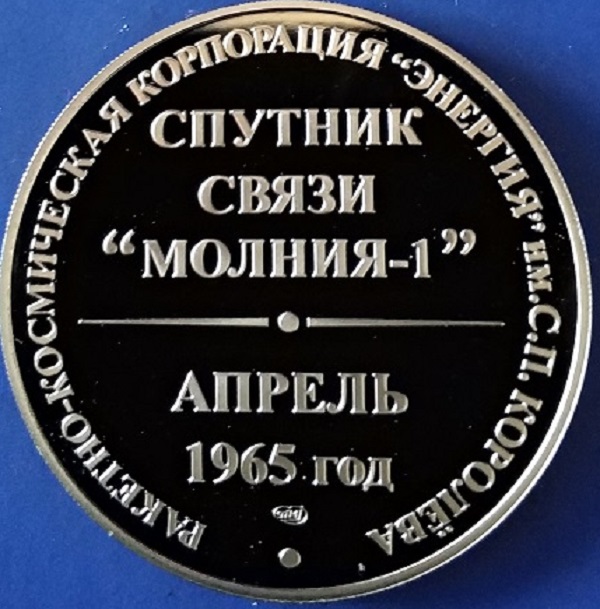 РАКЕТНО-КОСМИЧЕСКАЯ КОРПОРАЦИЯ "ЭНЕРГИЯ" им. С.П. КОРОЛЁВА
СПУТНИК
СВЯЗИ
"МОЛНИЯ-1"
АПРЕЛЬ
1965 год